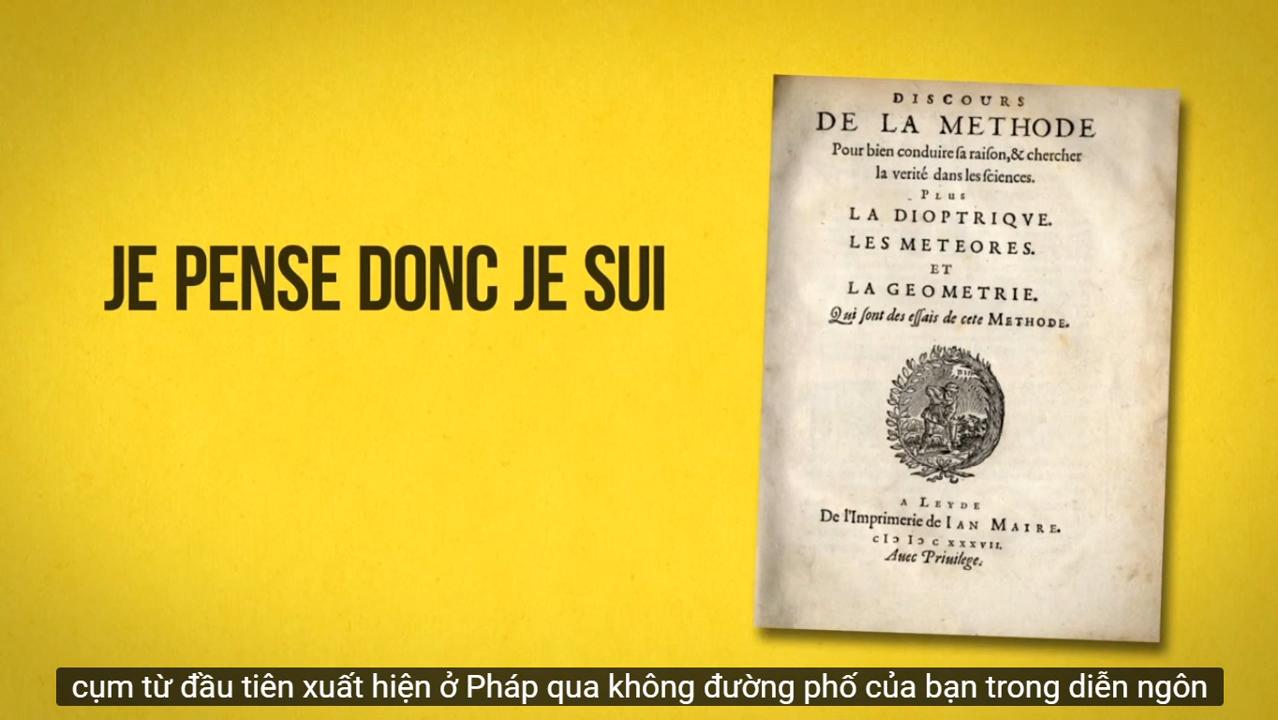 JE PENSE DONC JE SUI
DISCOURS
DE LA METHODE
Pour bien conduire ſa raiſon,& chercher
la verité dans les ſciences.
PLUS
LA DIOPTRIQVE.
LES METEORES.
ET
LA GEOMETRIE.
Qui ſont des eſſais de cete METHODE.
A LEYDE
De l'Imprimerie de IAN MAIRE.
cIↄ Iↄ c XXXVII.
Auec Priuilege.
cụm từ đầu tiên xuất hiện ở Pháp qua không đường phố của bạn trong diễn ngôn